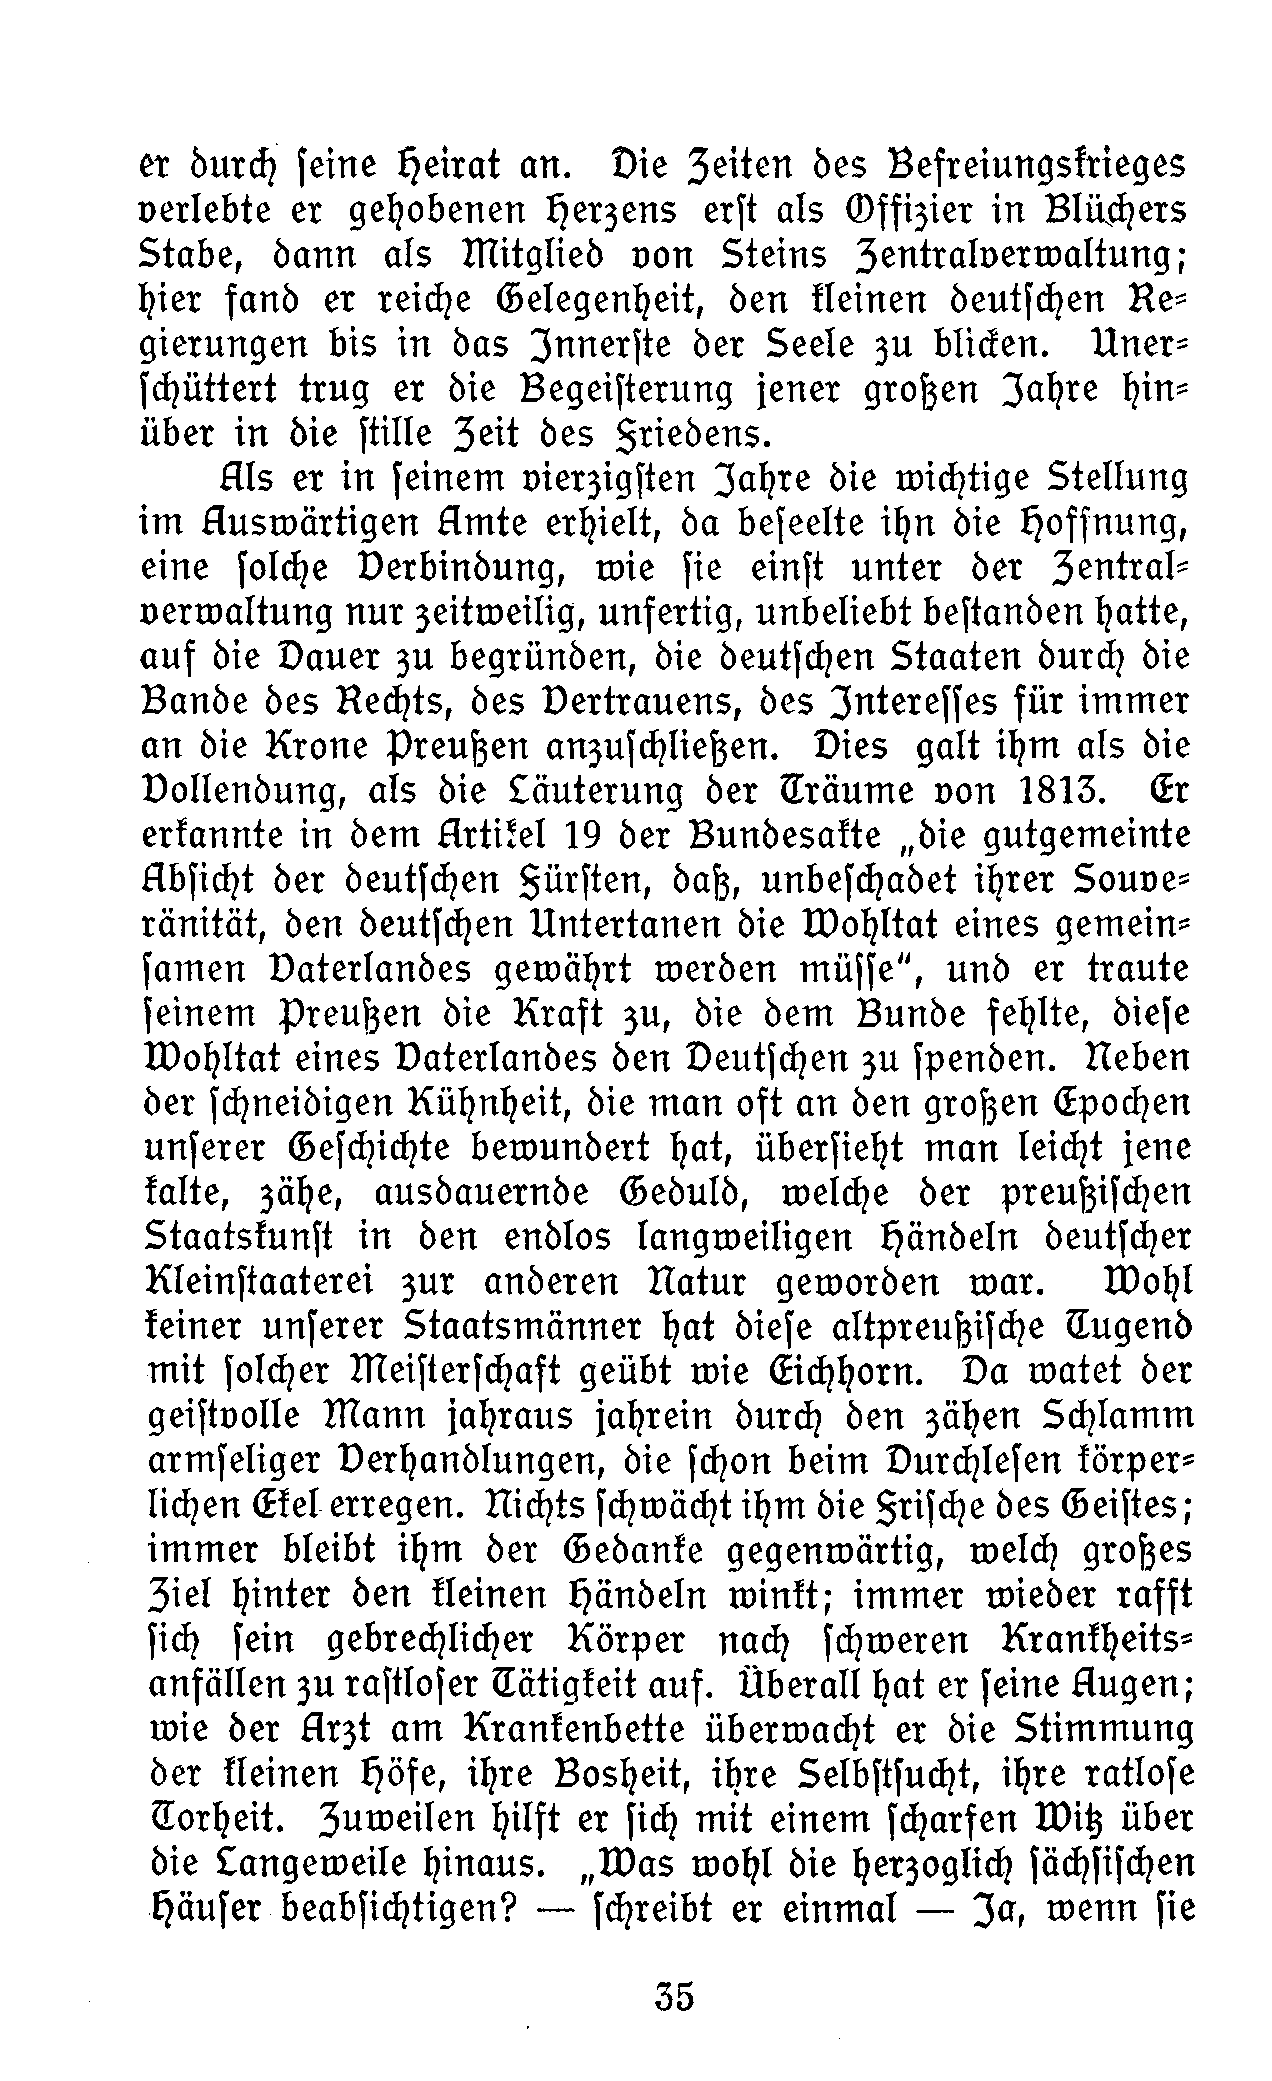 er durch ſeine Heirat an. Die Zeiten des Befreiungskrieges
verlebte er gehobenen Herzens erſt als Offizier in Blüchers
Stabe, dann als Mitglied von Steins Zentralverwaltung;
hier fand er reiche Gelegenheit, den kleinen deutſchen Re⸗
gierungen bis in das Innerſte der Seele zu blicken. Uner⸗
ſchüttert trug er die Begeiſterung jener großen Jahre hin⸗
über in die ſtille Zeit des Friedens.
Als er in ſeinem vierzigſten Jahre die wichtige Stellung
im Auswärtigen Amte erhielt, da beſeelte ihn die Hoffnung,
eine ſolche Verbindung, wie ſie einſt unter der Zentral⸗
verwaltung nur zeitweilig, unfertig, unbeliebt beſtanden hatte,
auf die Dauer zu begründen, die deutſchen Staaten durch die
Bande des Rechts, des Vertrauens, des Intereſſes für immer
an die Krone Preußen anzuſchließen. Dies galt ihm als die
Vollendung, als die Läuterung der Träume von 1813. Er
erkannte in dem Artikel 19 der Bundesakte „die gutgemeinte
Abſicht der deutſchen Fürſten, daß, unbeſchadet ihrer Souve⸗
ränität, den deutſchen Untertanen die Wohltat eines gemein⸗
ſamen Vaterlandes gewährt werden müſſe“, und er traute
ſeinem Preußen die Kraft zu, die dem Bunde fehlte, dieſe
Wohltat eines Vaterlandes den Deutſchen zu ſpenden. Neben
der ſchneidigen Kühnheit, die man oft an den großen Epochen
unſerer Geſchichte bewundert hat, überſieht man leicht jene
kalte, zähe, ausdauernde Geduld, welche der preußiſchen
Staatskunſt in den endlos langweiligen Händeln deutſcher
Kleinſtaaterei zur anderen Natur geworden war. Wohl
keiner unſerer Staatsmänner hat dieſe altpreußiſche Tugend
mit ſolcher Meiſterſchaft geübt wie Eichhorn. Da watet der
geiſtvolle Mann jahraus jahrein durch den zähen Schlamm
armſeliger Verhandlungen, die ſchon beim Durchleſen körper⸗
lichen Ekel erregen. Nichts ſchwächt ihm die Friſche des Geiſtes;
immer bleibt ihm der Gedanke gegenwärtig, welch großes
Ziel hinter den kleinen Händeln winkt; immer wieder rafft
ſich ſein gebrechlicher Körper nach ſchweren Krankheits⸗
anfällen zu raſtloſer Tätigkeit auf. Überall hat er ſeine Augen;
wie der Arzt am Krankenbette überwacht er die Stimmung
der kleinen Höfe, ihre Bosheit, ihre Selbſtſucht, ihre ratloſe
Torheit. Zuweilen hilft er ſich mit einem ſcharfen Witz über
die Langeweile hinaus. „Was wohl die herzoglich ſächſiſchen
Häuſer beabſichtigen? — ſchreibt er einmal — Ja, wenn ſie
35